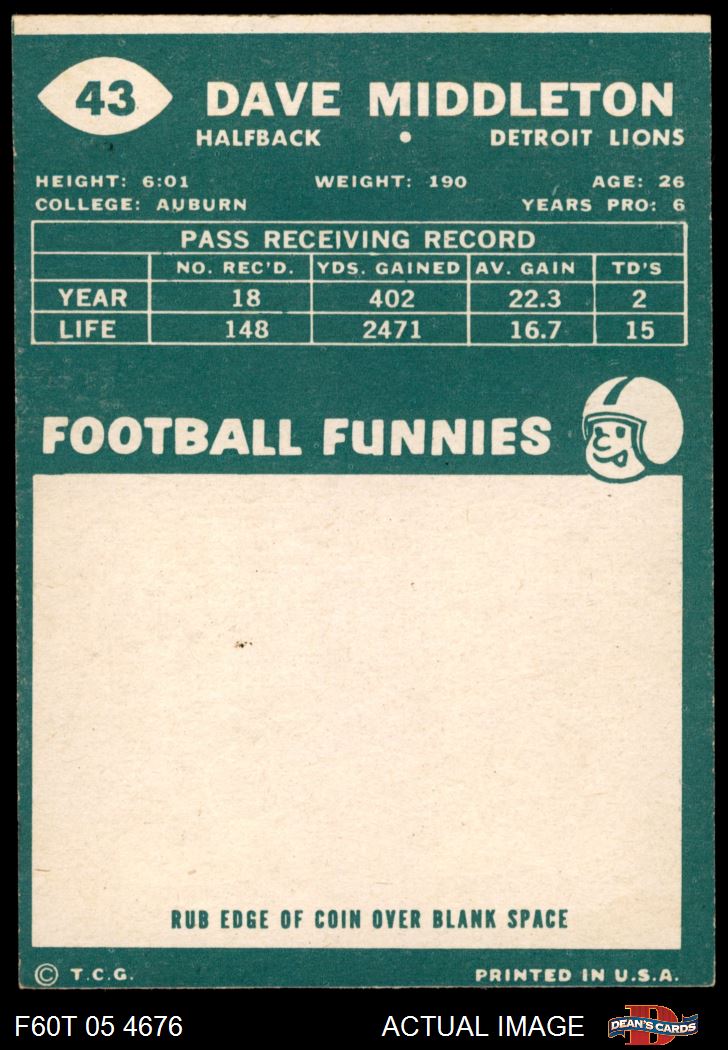 43
DAVE MIDDLETON
HALFBACK • DETROIT LIONS
HEIGHT: 6:01 WEIGHT: 190 AGE: 26
COLLEGE: AUBURN YEARS PRO: 6
PASS RECEIVING RECORD
NO. REC'D. YDS. GAINED AV. GAIN TD'S
YEAR 18 402 22.3 2
LIFE 148 2471 16.7 15
FOOTBALL FUNNIES
RUB EDGE OF COIN OVER BLANK SPACE
© T.C.G. PRINTED IN U.S.A.
F60T 05 4676 ACTUAL IMAGE D DEAN'S CARDS